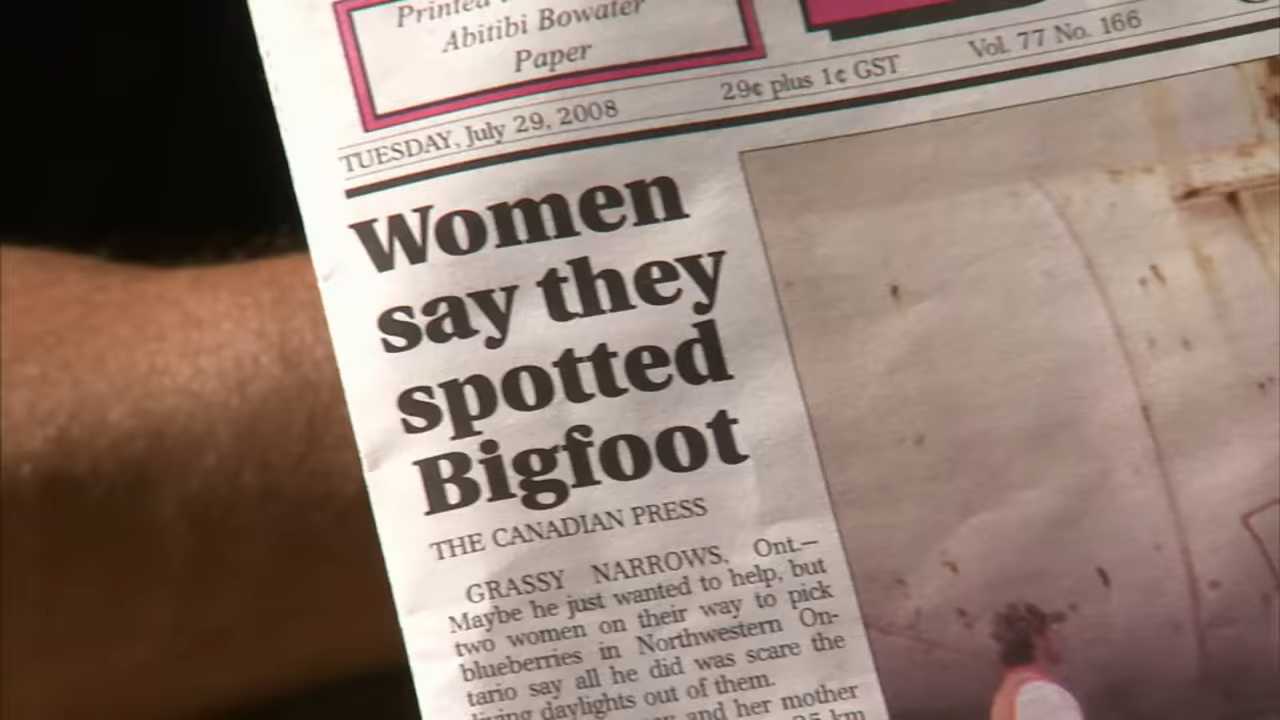 Printed
Abitibi Bowater
Paper
TUESDAY, July 29, 2008 29¢ plus 1¢ GST Vol. 77 No. 166
Women
say they
spotted
Bigfoot
THE CANADIAN PRESS
GRASSY NARROWS, Ont.—
Maybe he just wanted to help, but
two women on their way to pick
blueberries in Northwestern On-
tario say all he did was scare the
living daylights out of them.
and her mother
25 km